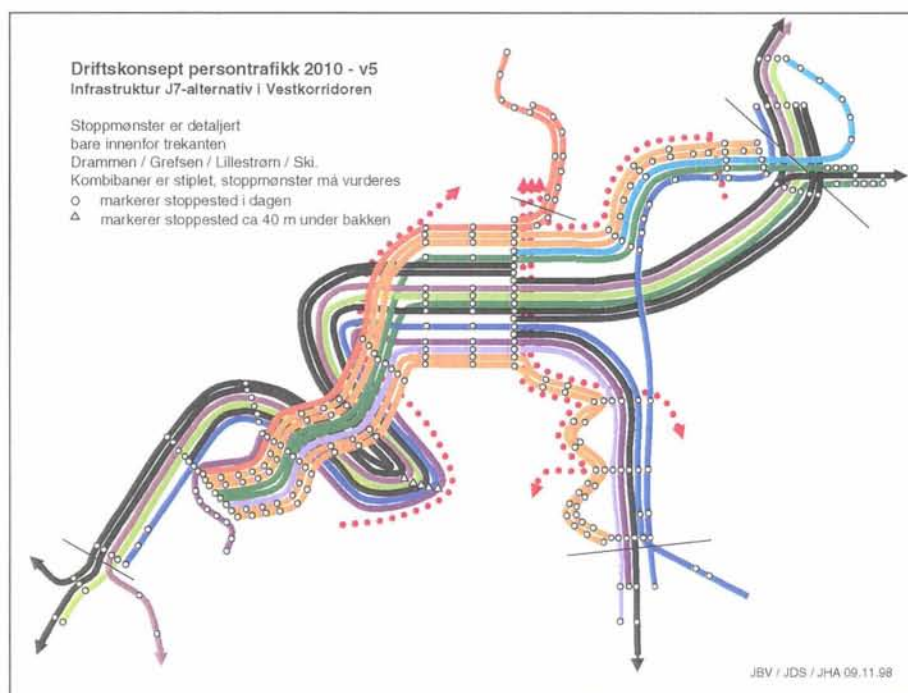 Driftskonsept persontrafikk 2010 - v5
Infrastruktur J7-alternativ i Vestkorridoren
Stoppmønster er detaljert
bare innenfor trekanten
Drammen / Grefsen / Lillestrøm / Ski.
Kombibaner er stiplet, stoppmønster må vurderes
markerer stoppested i dagen
markerer stoppested ca 40 m under bakken
JBV / JDS / JHA 09.11.98